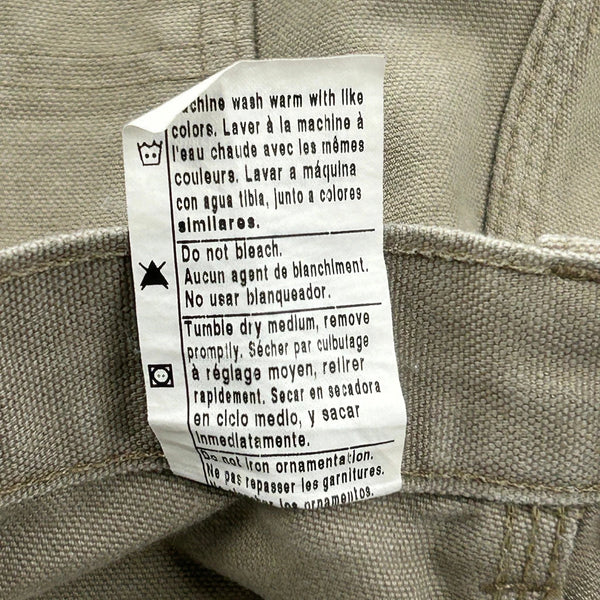 wash warm with like
colors. Laver à la machine à
l'eau chaude avec les mêmes
couleurs. Lavar a máquina
con agua tibia, junto a colores
similares.
Do not bleach.
Aucun agent de blanchiment.
No usar blanqueador.
Tumble dry medium, remove
promptly. Sécher par culbutage
à réglage moyen, retirer
rapidement. Secar en secadora
en ciclo medio, y sacar
inmediatamente.
Do not iron ornamentation.
Ne pas repasser les garnitures.
los ornamentos.